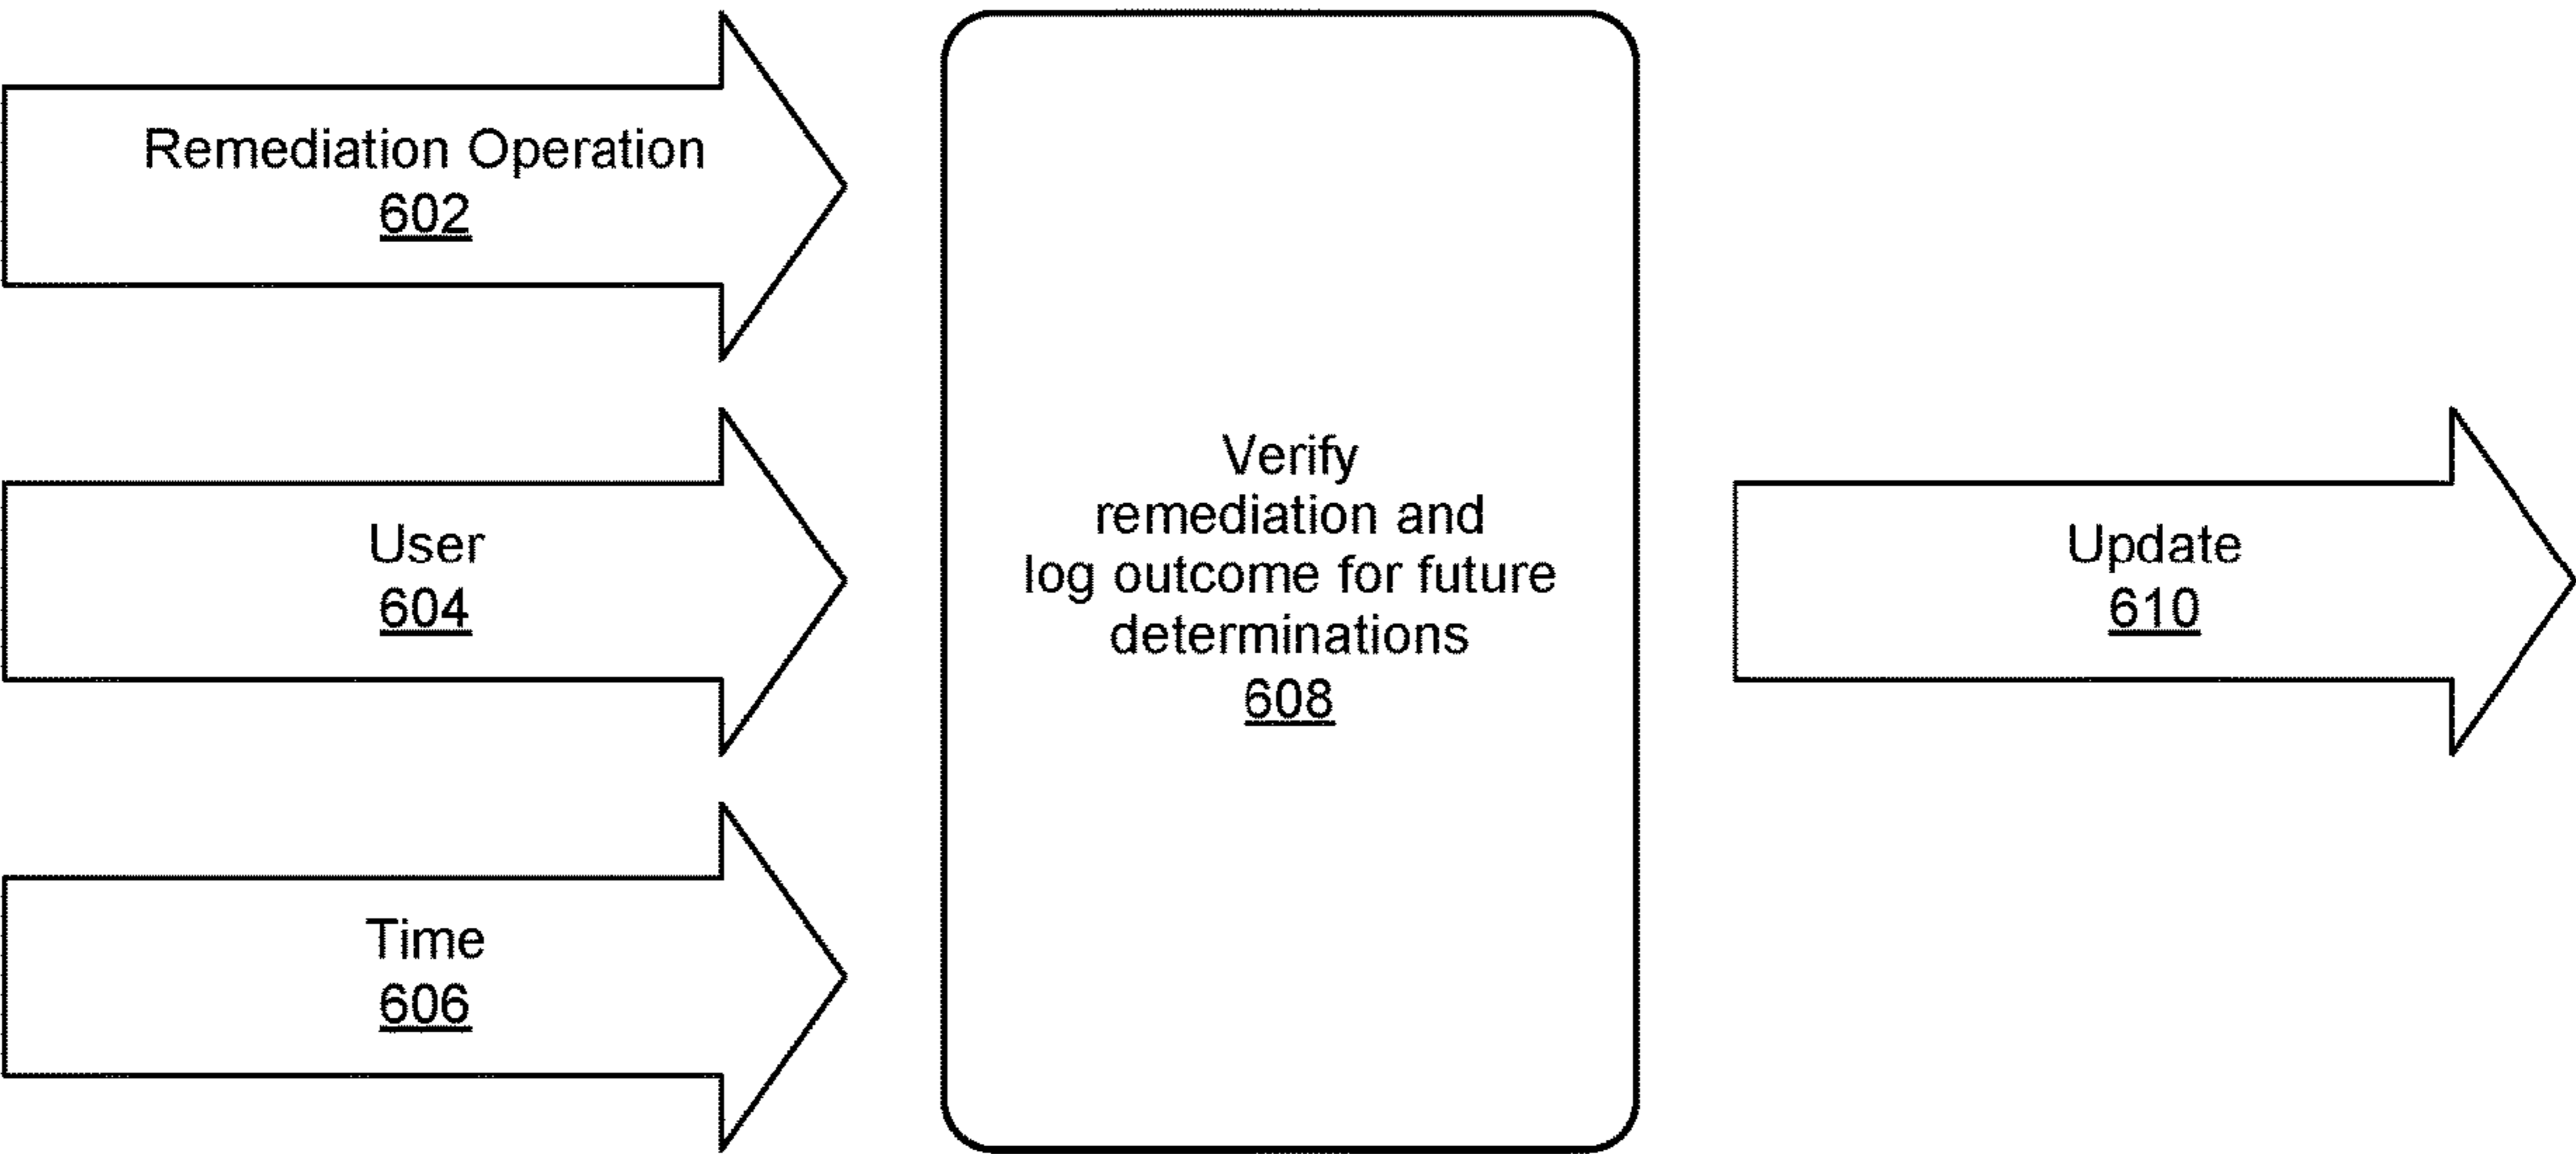 Remediation Operation
602
User
604
Time
606
Verify
remediation and
log outcome for future
determinations
608
Update
610